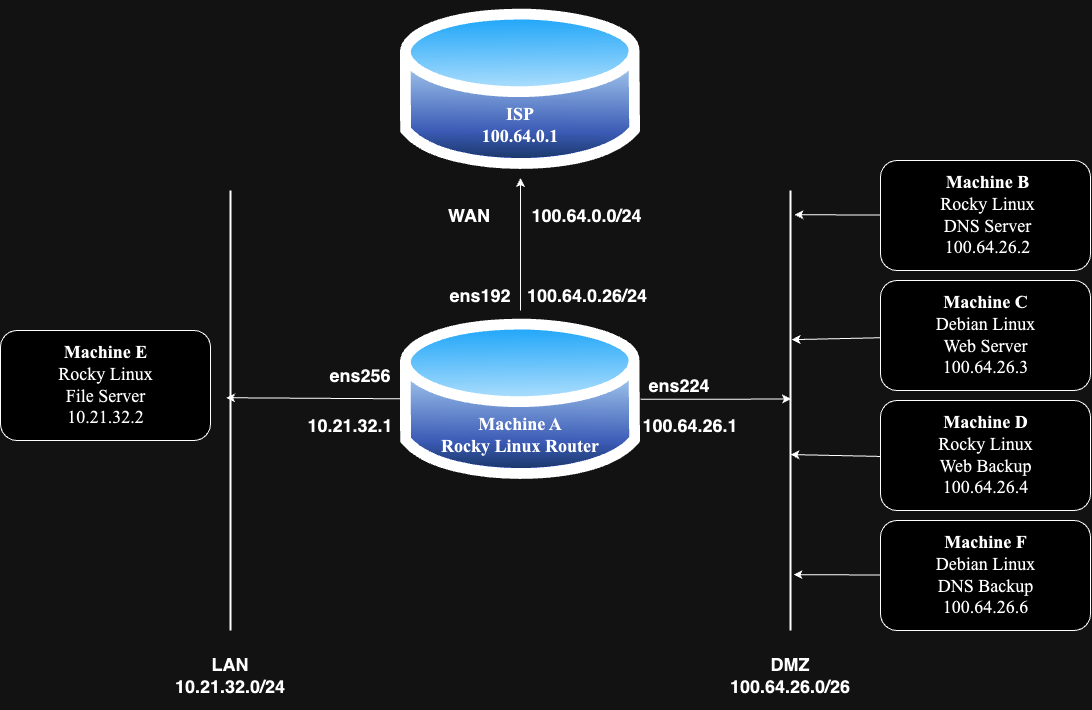 ISP
100.64.0.1
WAN 100.64.0.0/24
ens192 100.64.0.26/24
Machine A
Rocky Linux Router
ens256
10.21.32.1
ens224
100.64.26.1
Machine E
Rocky Linux
File Server
10.21.32.2
Machine B
Rocky Linux
DNS Server
100.64.26.2
Machine C
Debian Linux
Web Server
100.64.26.3
Machine D
Rocky Linux
Web Backup
100.64.26.4
Machine F
Debian Linux
DNS Backup
100.64.26.6
LAN
10.21.32.0/24
DMZ
100.64.26.0/26